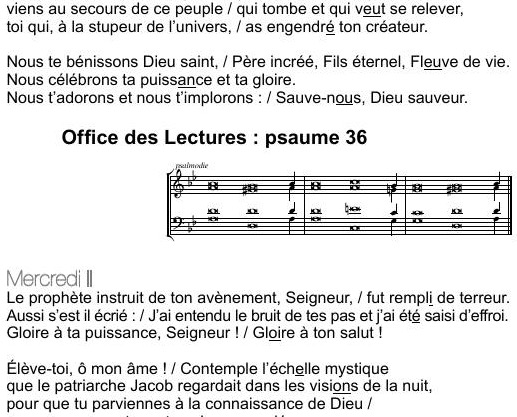 viens au secours de ce peuple / qui tombe et qui veut se relever,
toi qui, à la stupeur de l'univers, / as engendré ton créateur.
Nous te bénissons Dieu saint, / Père incréé, Fils éternel, Fleuve de vie.
Nous célébrons ta puissance et ta gloire.
Nous t'adorons et nous t'implorons : / Sauve-nous, Dieu sauveur.
Office des Lectures : psaume 36
psalmodie
Mercredi II
Le prophète instruit de ton avènement, Seigneur, / fut rempli de terreur.
Aussi s'est il écrié : / J'ai entendu le bruit de tes pas et j'ai été saisi d'effroi.
Gloire à ta puissance, Seigneur ! / Gloire à ton salut !
Élève-toi, ô mon âme ! / Contemple l'échelle mystique
que le patriarche Jacob regardait dans les visions de la nuit,
pour que tu parviennes à la connaissance de Dieu /